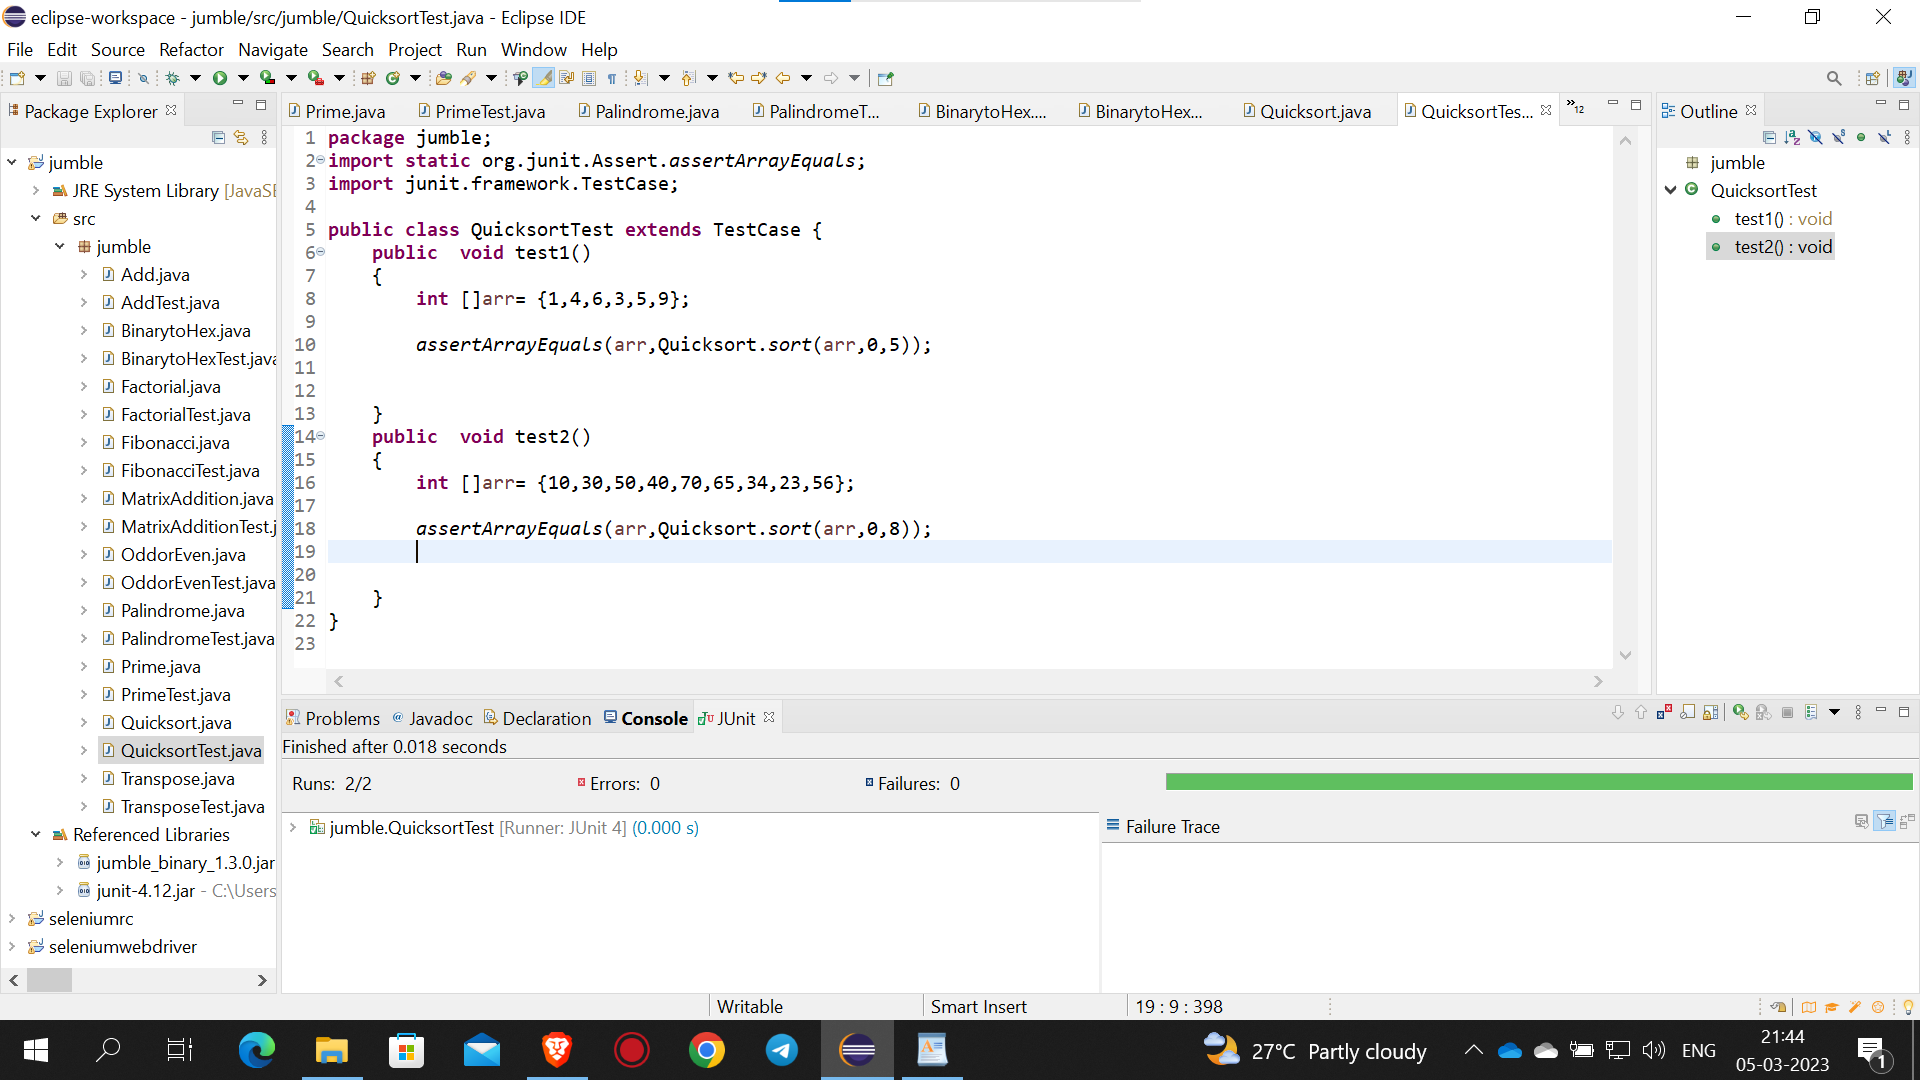 eclipse-workspace - jumble/src/jumble/QuicksortTest.java - Eclipse IDE
File Edit Source Refactor Navigate Search Project Run Window Help
Package Explorer
Prime.java PrimeTest.java Palindrome.java PalindromeT... BinarytoHex.... BinarytoHex... Quicksort.java QuicksortTes... »12
Outline
jumble
JRE System Library [JavaSE
src
jumble
Add.java
AddTest.java
BinarytoHex.java
BinarytoHexTest.java
Factorial.java
FactorialTest.java
Fibonacci.java
FibonacciTest.java
MatrixAddition.java
MatrixAdditionTest.j
OddorEven.java
OddorEvenTest.java
Palindrome.java
PalindromeTest.java
Prime.java
PrimeTest.java
Quicksort.java
QuicksortTest.java
Transpose.java
TransposeTest.java
Referenced Libraries
jumble_binary_1.3.0.jar
junit-4.12.jar - C:\Users
seleniumrc
seleniumwebdriver
1 package jumble;
2 import static org.junit.Assert.assertArrayEquals;
3 import junit.framework.TestCase;
4
5 public class QuicksortTest extends TestCase {
6     public  void test1()
7     {
8         int []arr= {1,4,6,3,5,9};
9
10         assertArrayEquals(arr,Quicksort.sort(arr,0,5));
11
12
13     }
14     public  void test2()
15     {
16         int []arr= {10,30,50,40,70,65,34,23,56};
17
18         assertArrayEquals(arr,Quicksort.sort(arr,0,8));
19
20
21     }
22 }
23
jumble
QuicksortTest
test1() : void
test2() : void
Problems Javadoc Declaration Console JUnit
Finished after 0.018 seconds
Runs: 2/2 Errors: 0 Failures: 0
jumble.QuicksortTest [Runner: JUnit 4] (0.000 s)
Failure Trace
Writable Smart Insert 19 : 9 : 398
27°C Partly cloudy
ENG
21:44
05-03-2023
1